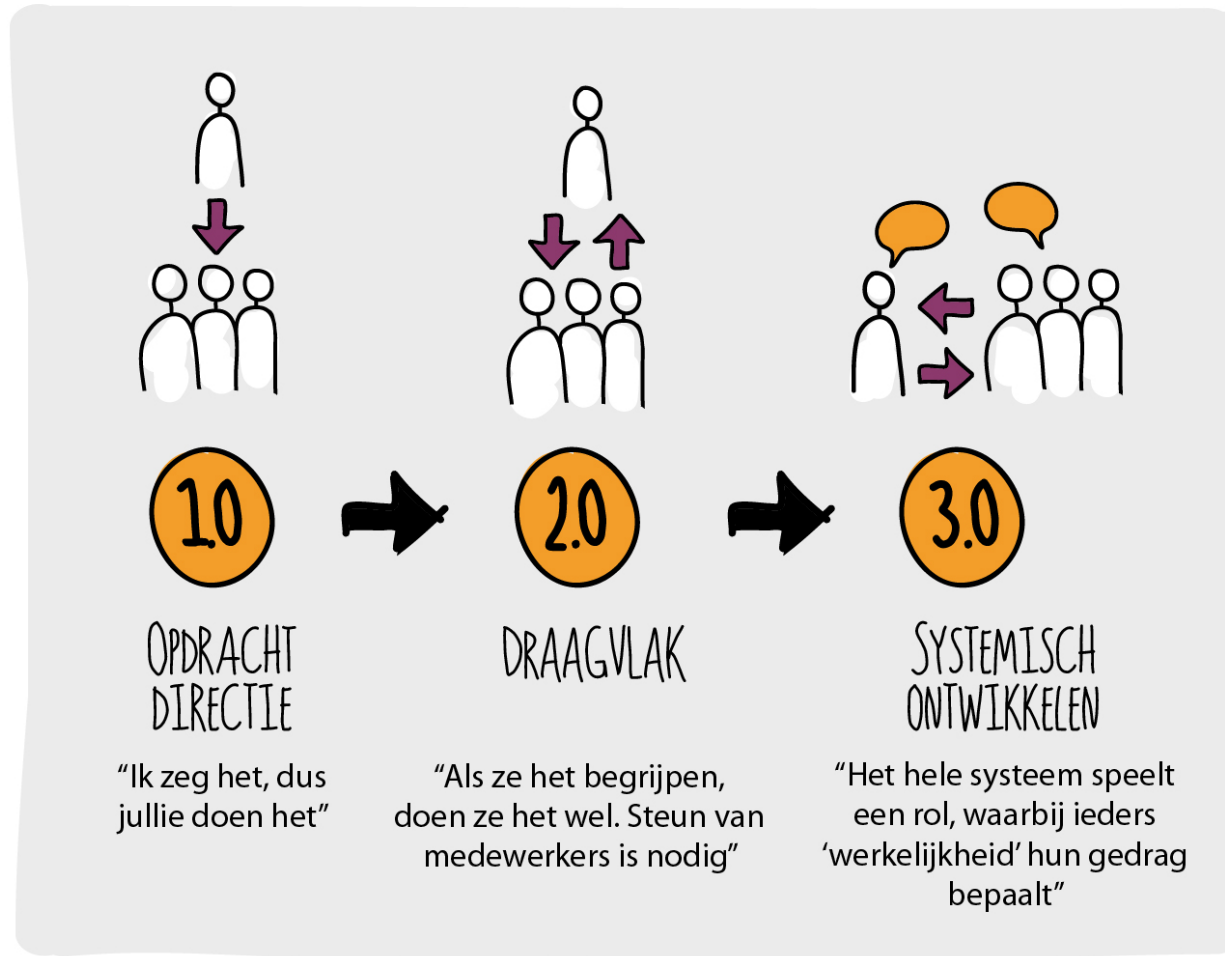 1.0
2.0
3.0
OPDRACHT
DIRECTIE
“Ik zeg het, dus
jullie doen het”
DRAAGVLAK
“Als ze het begrijpen,
doen ze het wel. Steun van
medewerkers is nodig”
SYSTEMISCH
ONTWIKKELEN
“Het hele systeem speelt
een rol, waarbij ieders
‘werkelijkheid’ hun gedrag
bepaalt”